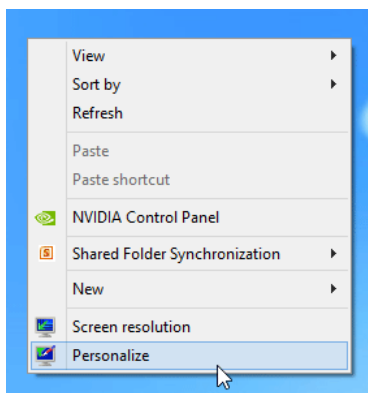 View
Sort by
Refresh
Paste
Paste shortcut
NVIDIA Control Panel
S
Shared Folder Synchronization
New
Screen resolution
Personalize